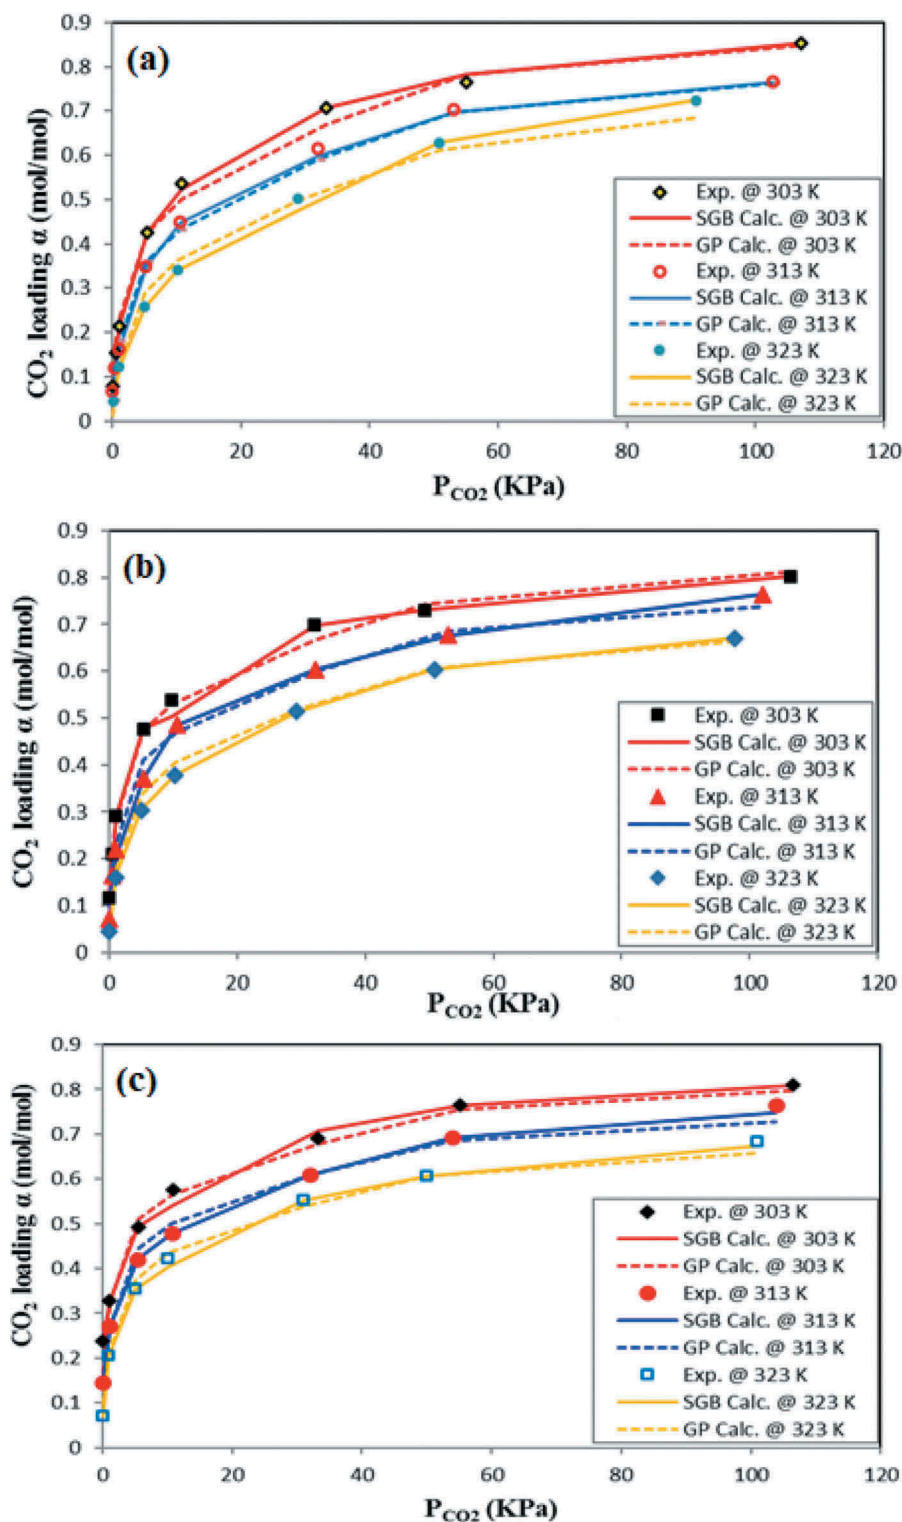 (a)
CO2 loading α (mol/mol)
0.9
0.8
0.7
0.6
0.5
0.4
0.3
0.2
0.1
0
0 20 40 60 80 100 120
PCO2 (KPa)
Exp. @ 303 K
SGB Calc. @ 303 K
GP Calc. @ 303 K
Exp. @ 313 K
SGB Calc. @ 313 K
GP Calc. @ 313 K
Exp. @ 323 K
SGB Calc. @ 323 K
GP Calc. @ 323 K
(b)
CO2 loading α (mol/mol)
0.9
0.8
0.7
0.6
0.5
0.4
0.3
0.2
0.1
0
0 20 40 60 80 100 120
PCO2 (KPa)
Exp. @ 303 K
SGB Calc. @ 303 K
GP Calc. @ 303 K
Exp. @ 313 K
SGB Calc. @ 313 K
GP Calc. @ 313 K
Exp. @ 323 K
SGB Calc. @ 323 K
GP Calc. @ 323 K
(c)
CO2 loading α (mol/mol)
0.9
0.8
0.7
0.6
0.5
0.4
0.3
0.2
0.1
0
0 20 40 60 80 100 120
PCO2 (KPa)
Exp. @ 303 K
SGB Calc. @ 303 K
GP Calc. @ 303 K
Exp. @ 313 K
SGB Calc. @ 313 K
GP Calc. @ 313 K
Exp. @ 323 K
SGB Calc. @ 323 K
GP Calc. @ 323 K